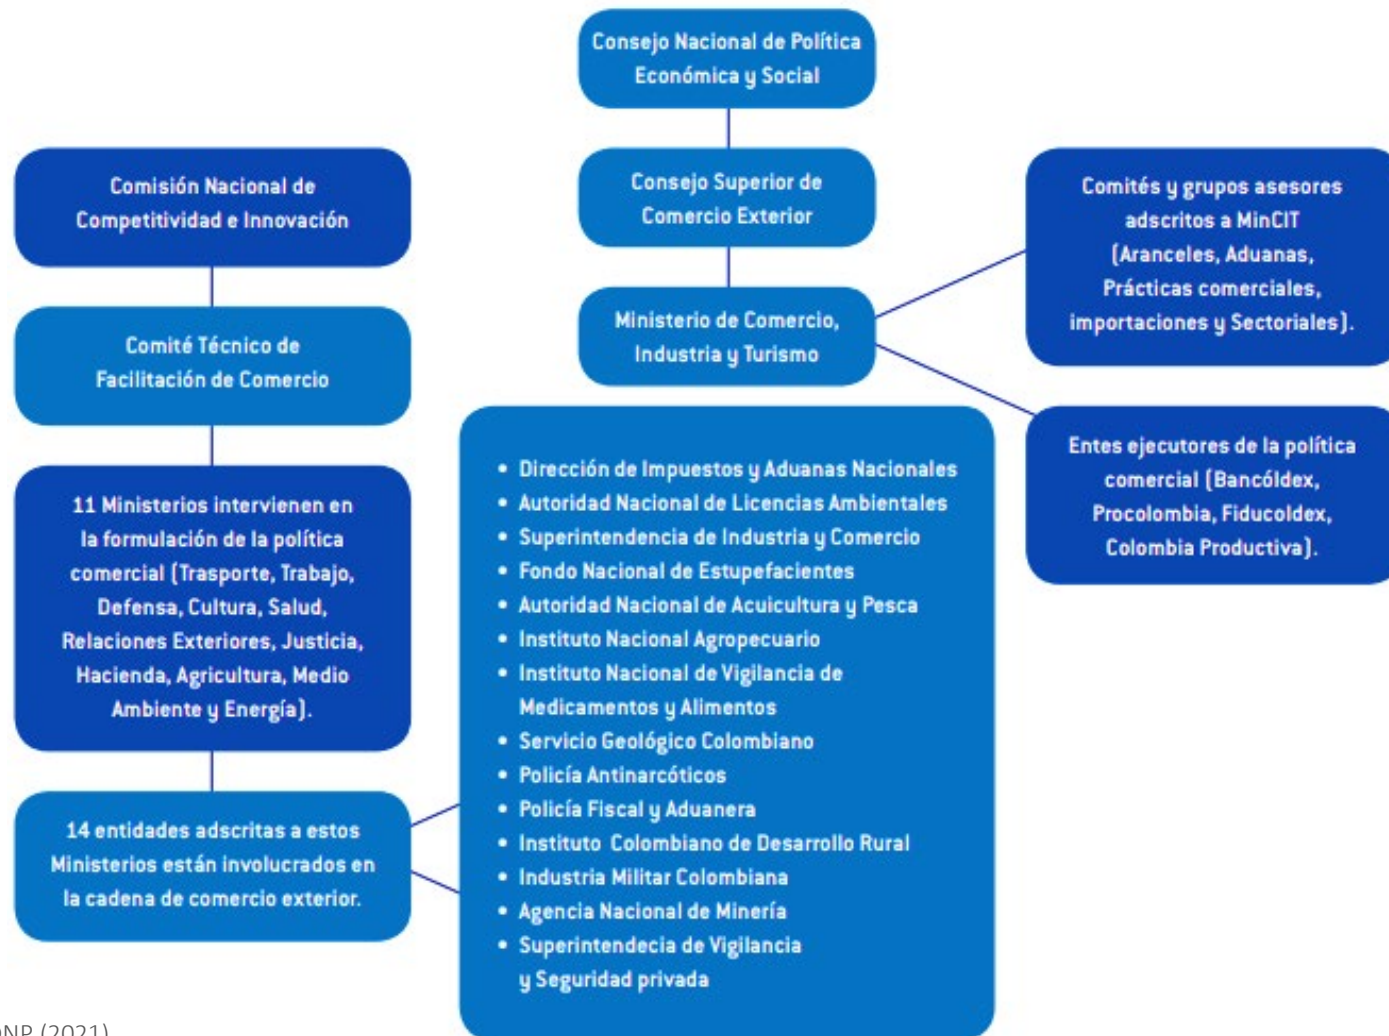 Consejo Nacional de Política
Económica y Social
Comisión Nacional de
Competitividad e Innovación
Consejo Superior de
Comercio Exterior
Comités y grupos asesores
adscritos a MinCIT
(Aranceles, Aduanas,
Prácticas comerciales,
importaciones y Sectoriales).
Ministerio de Comercio,
Industria y Turismo
Comité Técnico de
Facilitación de Comercio
Entes ejecutores de la política
comercial (Bancóldex,
Procolombia, Fiducoldex,
Colombia Productiva).
11 Ministerios intervienen en
la formulación de la política
comercial (Trasporte, Trabajo,
Defensa, Cultura, Salud,
Relaciones Exteriores, Justicia,
Hacienda, Agricultura, Medio
Ambiente y Energía).
14 entidades adscritas a estos
Ministerios están involucrados en
la cadena de comercio exterior.
• Dirección de Impuestos y Aduanas Nacionales
• Autoridad Nacional de Licencias Ambientales
• Superintendencia de Industria y Comercio
• Fondo Nacional de Estupefacientes
• Autoridad Nacional de Acuicultura y Pesca
• Instituto Nacional Agropecuario
• Instituto Nacional de Vigilancia de
Medicamentos y Alimentos
• Servicio Geológico Colombiano
• Policía Antinarcóticos
• Policía Fiscal y Aduanera
• Instituto Colombiano de Desarrollo Rural
• Industria Militar Colombiana
• Agencia Nacional de Minería
• Superintendecia de Vigilancia
y Seguridad privada
(2021)